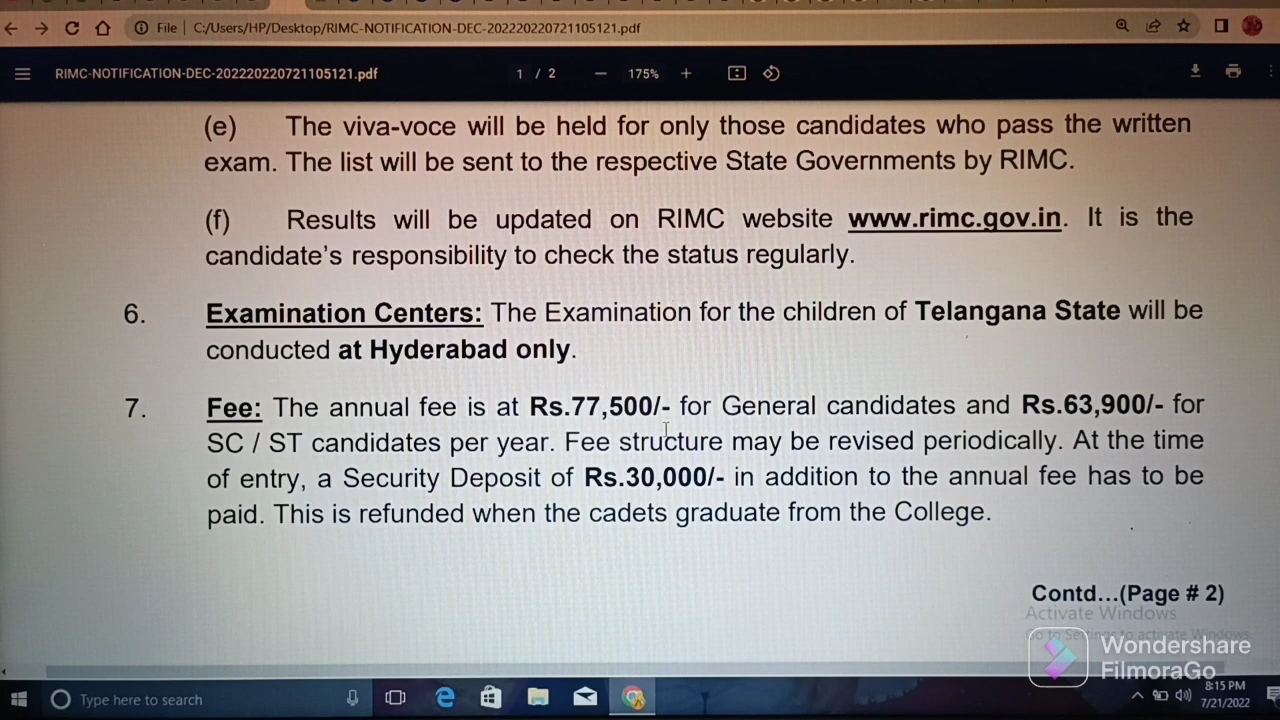 File | C:/Users/HP/Desktop/RIMC-NOTIFICATION-DEC-202220220721105121.pdf
RIMC-NOTIFICATION-DEC-202220220721105121.pdf 1 / 2 — 175% +
(e) The viva-voce will be held for only those candidates who pass the written
exam. The list will be sent to the respective State Governments by RIMC.
(f) Results will be updated on RIMC website www.rimc.gov.in. It is the
candidate's responsibility to check the status regularly.
6. Examination Centers: The Examination for the children of Telangana State will be
conducted at Hyderabad only.
7. Fee: The annual fee is at Rs.77,500/- for General candidates and Rs.63,900/- for
SC / ST candidates per year. Fee structure may be revised periodically. At the time
of entry, a Security Deposit of Rs.30,000/- in addition to the annual fee has to be
paid. This is refunded when the cadets graduate from the College.
Contd...(Page # 2)
Activate Windows
Go to Settings to activate Windows.
Wondershare
FilmoraGo
Type here to search
8:15 PM
7/21/2022